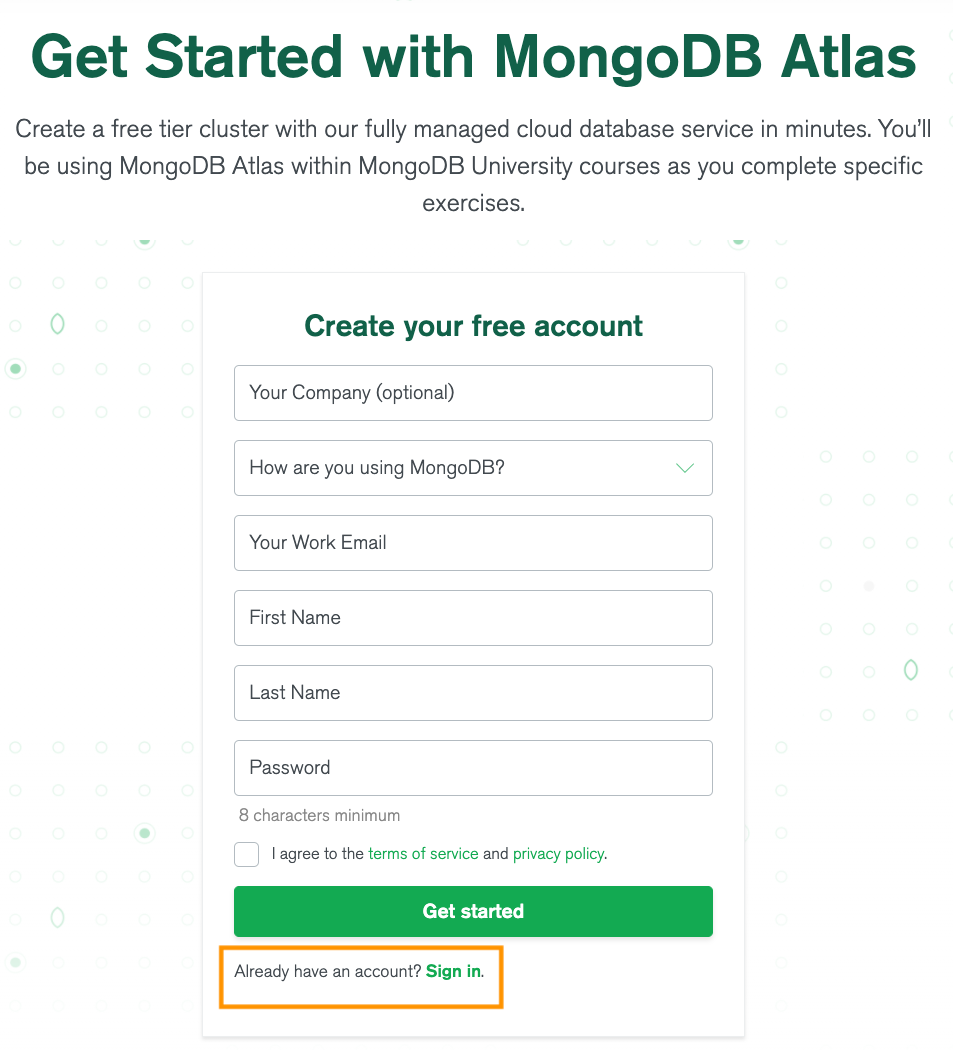 Get Started with MongoDB Atlas
Create a free tier cluster with our fully managed cloud database service in minutes. You’ll
be using MongoDB Atlas within MongoDB University courses as you complete specific
exercises.
Create your free account
Your Company (optional)
How are you using MongoDB?
Your Work Email
First Name
Last Name
Password
8 characters minimum
I agree to the terms of service and privacy policy.
Get started
Already have an account? Sign in.